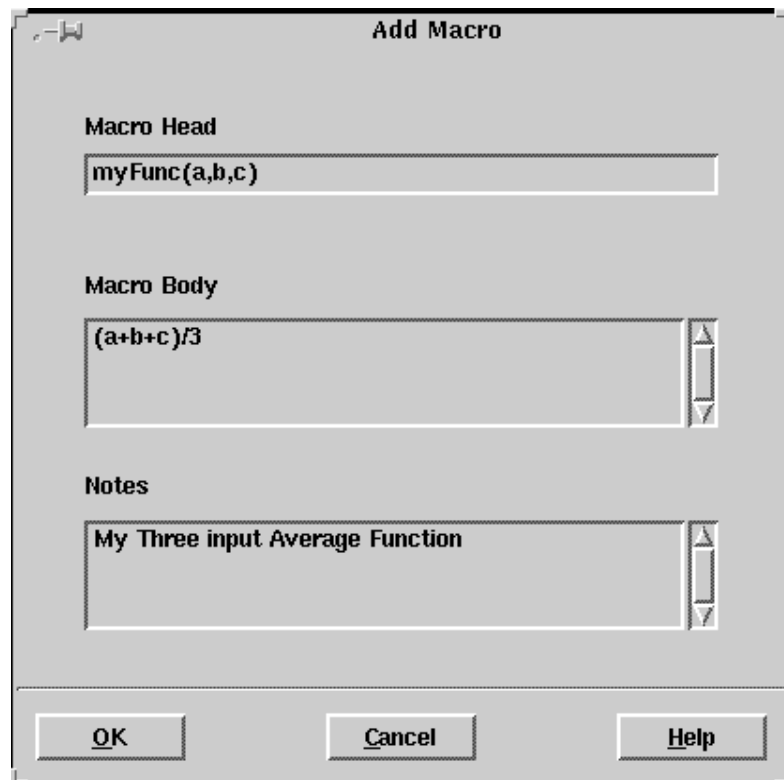 Add Macro
Macro Head
myFunc(a,b,c)
Macro Body
(a+b+c)/3
Notes
My Three input Average Function
OK
Cancel
Help